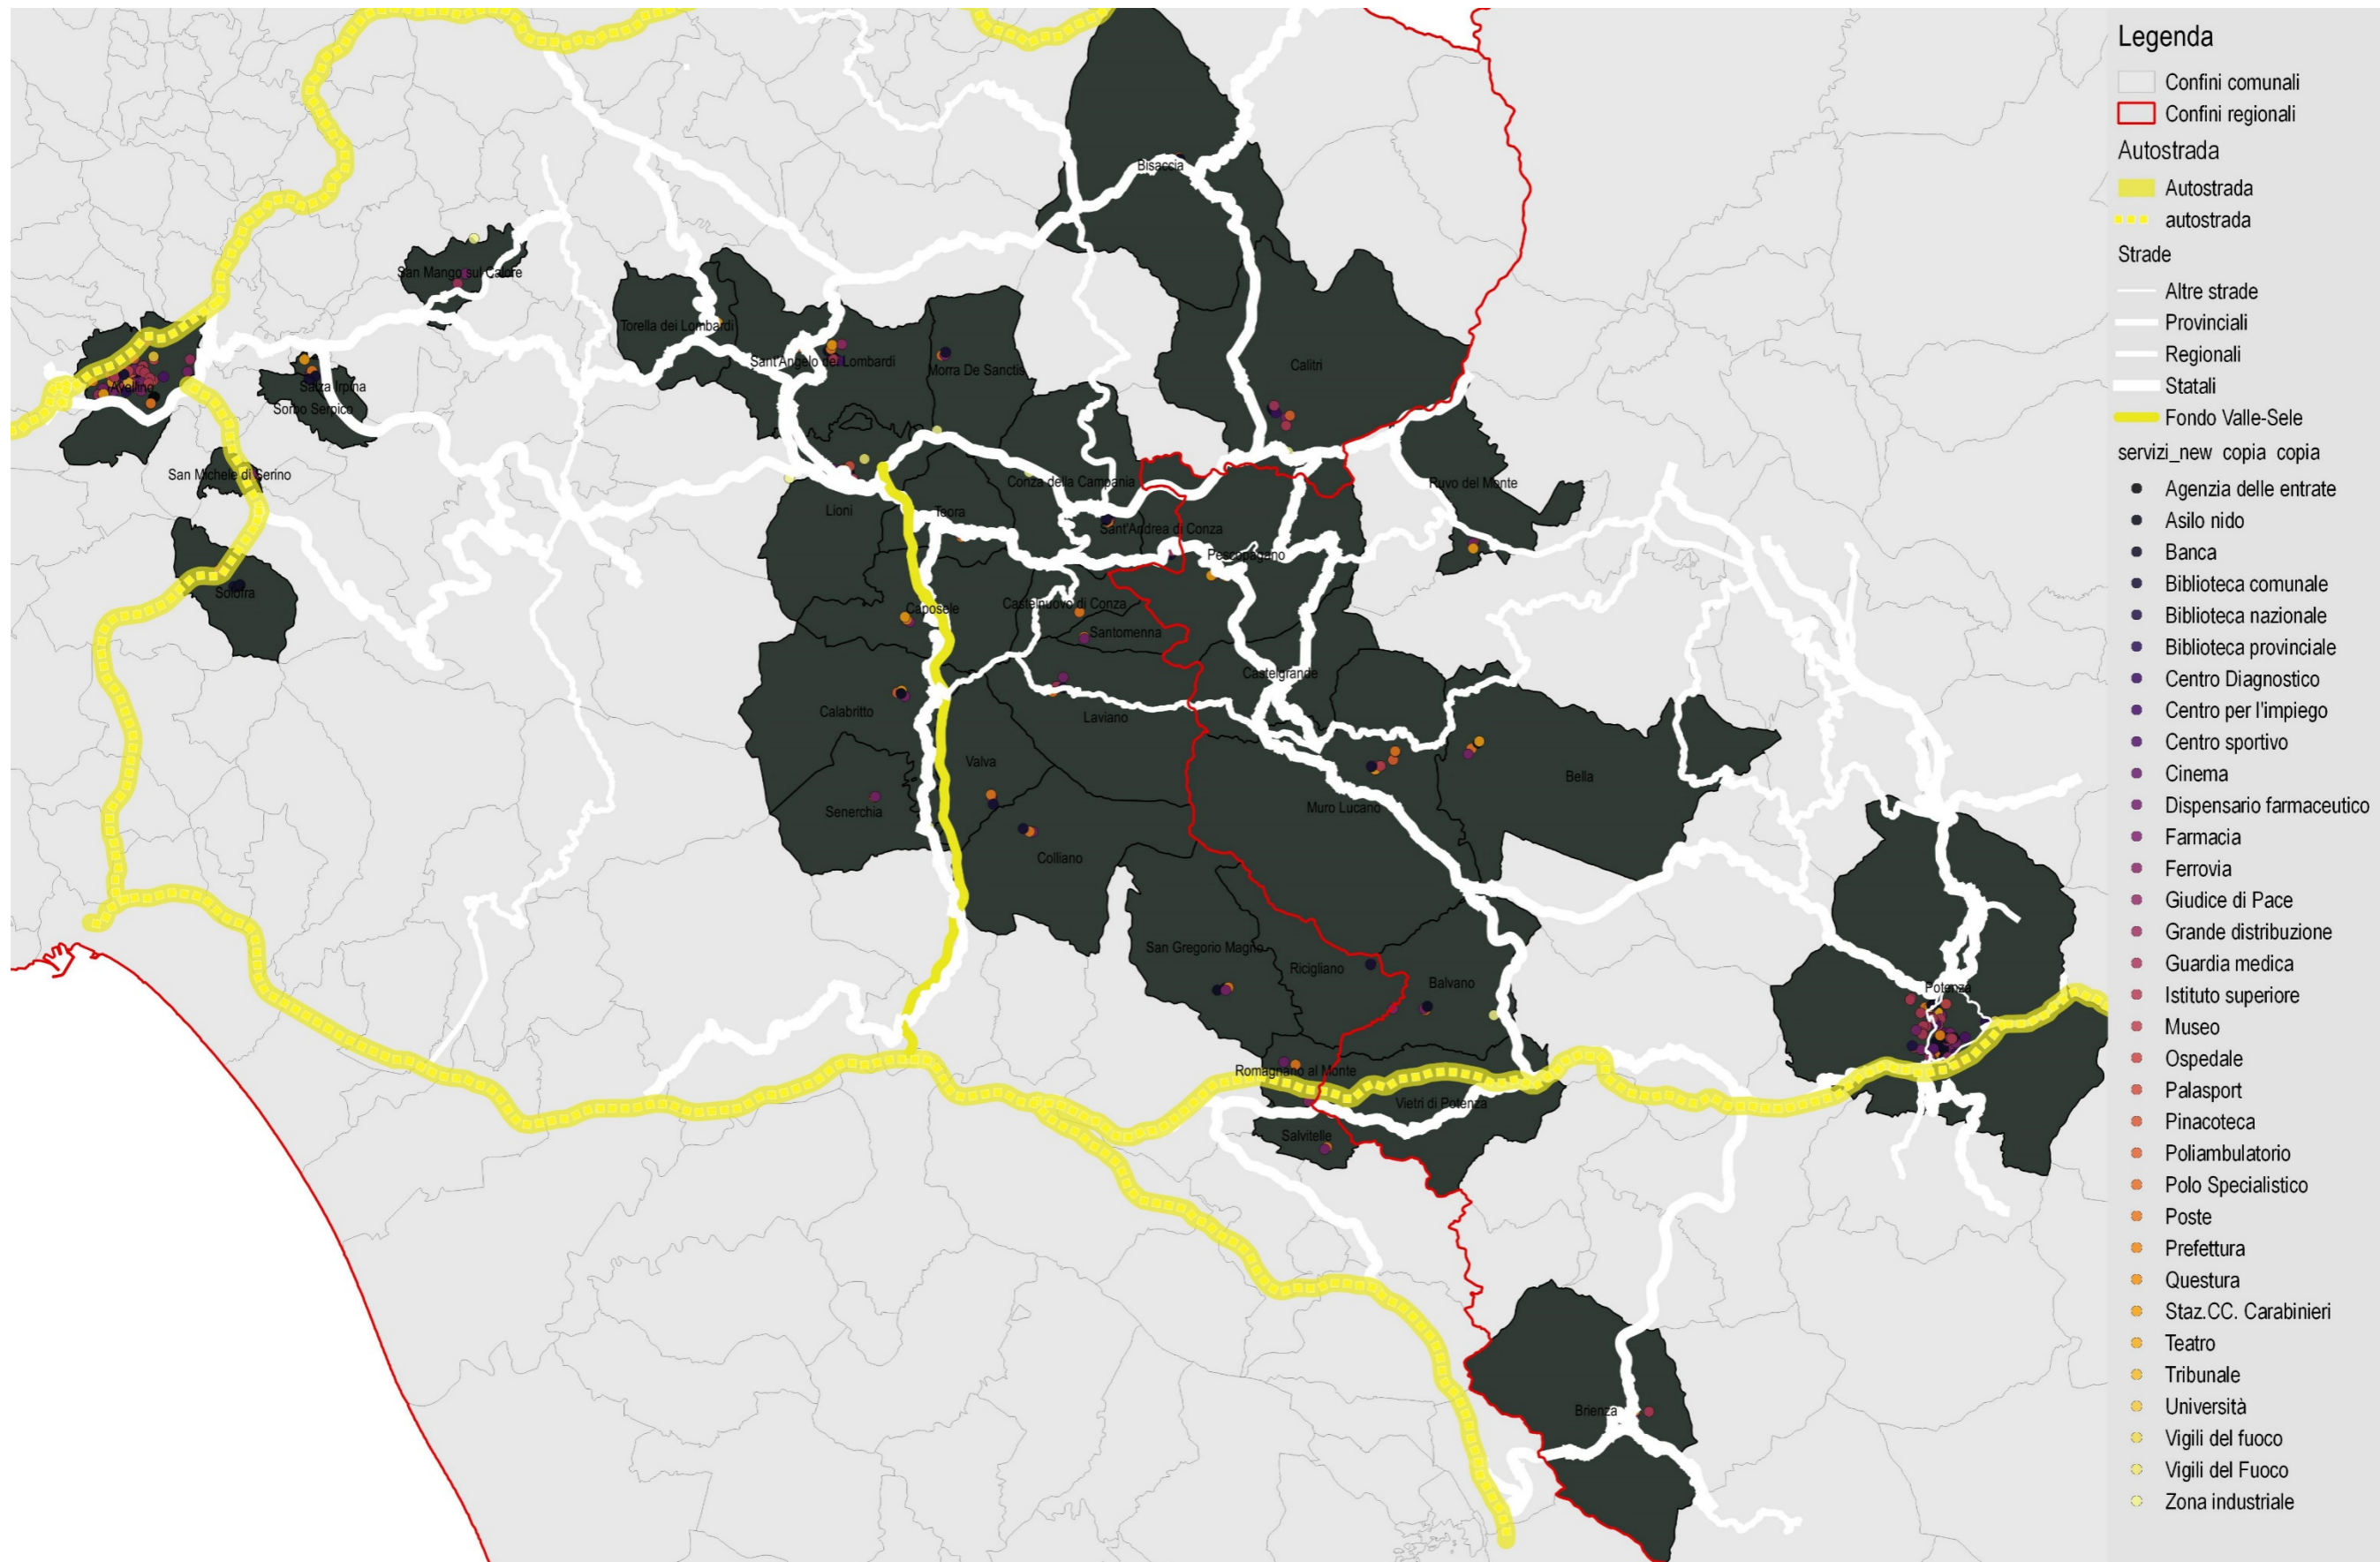 Bisaccia
San Mango sul Calore
Torella dei Lombardi
Sant'Angelo dei Lombardi
Morra De Sanctis
Calitri
Avellino
Salza Irpina
Sorbo Serpico
San Michele di Serino
Conza della Campania
Ruvo del Monte
Lioni
Teora
Sant'Andrea di Conza
Pescopagano
Solofra
Caposele
Castelnuovo di Conza
Santomenna
Castelgrande
Calabritto
Laviano
Valva
Bella
Senerchia
Muro Lucano
Colliano
San Gregorio Magno
Ricigliano
Balvano
Potenza
Romagnano al Monte
Vietri di Potenza
Salvitelle
Brienza
Legenda
Confini comunali
Confini regionali
Autostrada
Autostrada
autostrada
Strade
Altre strade
Provinciali
Regionali
Statali
Fondo Valle-Sele
servizi_new copia copia
Agenzia delle entrate
Asilo nido
Banca
Biblioteca comunale
Biblioteca nazionale
Biblioteca provinciale
Centro Diagnostico
Centro per l'impiego
Centro sportivo
Cinema
Dispensario farmaceutico
Farmacia
Ferrovia
Giudice di Pace
Grande distribuzione
Guardia medica
Istituto superiore
Museo
Ospedale
Palasport
Pinacoteca
Poliambulatorio
Polo Specialistico
Poste
Prefettura
Questura
Staz.CC. Carabinieri
Teatro
Tribunale
Università
Vigili del fuoco
Vigili del Fuoco
Zona industriale